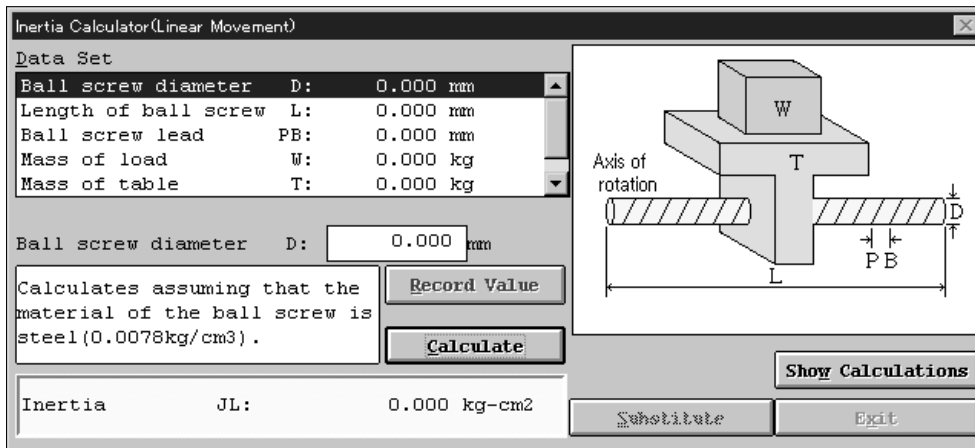 Inertia Calculator(Linear Movement)
Data Set
Ball screw diameter D: 0.000 mm
Length of ball screw L: 0.000 mm
Ball screw lead PB: 0.000 mm
Mass of load W: 0.000 kg
Mass of table T: 0.000 kg
Ball screw diameter D: 0.000 mm
Calculates assuming that the
material of the ball screw is
steel(0.0078kg/cm3).
Record Value
Calculate
Inertia JL: 0.000 kg-cm2
W
T
Axis of
rotation
D
P B
L
Show Calculations
Substitute
Exit